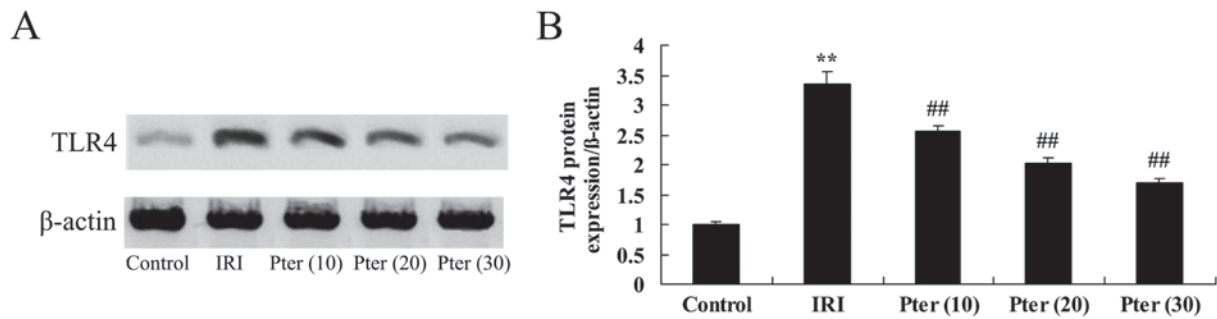 A
TLR4
β-actin
Control IRI Pter (10) Pter (20) Pter (30)
B
TLR4 protein
expression/ß-actin
4
3.5
3
2.5
2
1.5
1
0.5
0
**
##
##
##
Control IRI Pter (10) Pter (20) Pter (30)